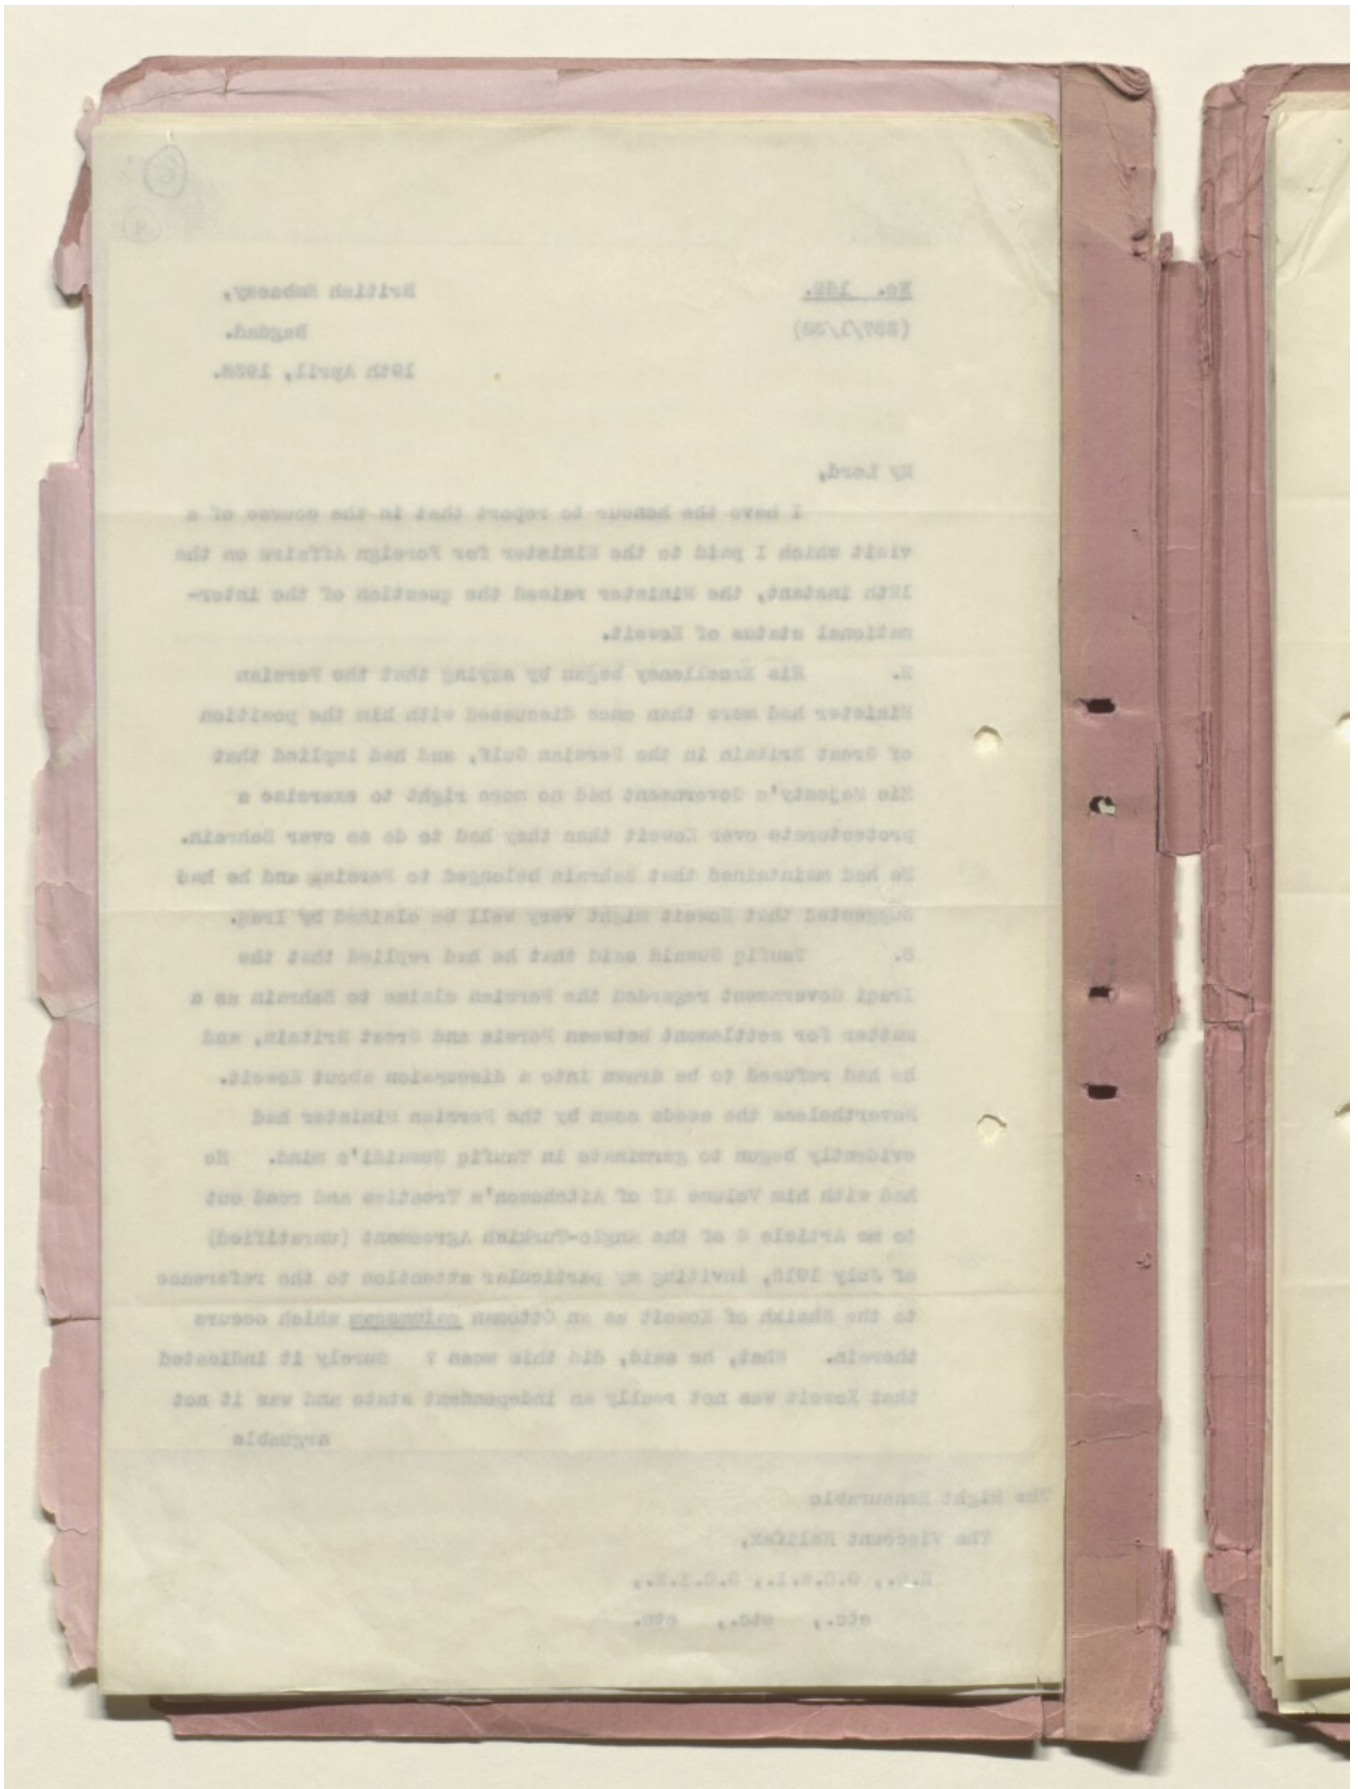 No. 149.
British Embassy,
(257/1/38)
Bagdad.
19th April, 1938.
My Lord,
I have the honour to report that in the course of a
visit which I paid to the Minister for Foreign Affairs on the
12th instant, the Minister raised the question of the inter-
national status of Koweit.
2. His Excellency began by saying that the Persian
Minister had more than once discussed with him the position
of Great Britain in the Persian Gulf, and had implied that
His Majesty's Government had no more right to exercise a
protectorate over Koweit than they had to do so over Bahrain.
He had maintained that Bahrain belonged to Persia and he had
suggested that Koweit might very well be claimed by Iraq.
3. Taufiq Suwaidi said that he had replied that the
Iraqi Government regarded the Persian claims to Bahrain as a
matter for settlement between Persia and Great Britain, and
he had refused to be drawn into a discussion about Koweit.
Nevertheless the seeds sown by the Persian Minister had
evidently begun to germinate in Taufiq Suwaidi's mind. He
had with him Volume XI of Aitcheson's Treaties and read out
to me Article 6 of the Anglo-Turkish Agreement (unratified)
of July 1913, inviting my particular attention to the reference
to the Shaikh of Koweit as an Ottoman qaimaqam which occurs
therein. What, he said, did this mean ? Surely it indicated
that Koweit was not really an independent state and was it not
arguable
The Right Honourable
The Viscount Halifax,
K.G., G.C.S.I., G.C.I.E.,
etc., etc., etc.